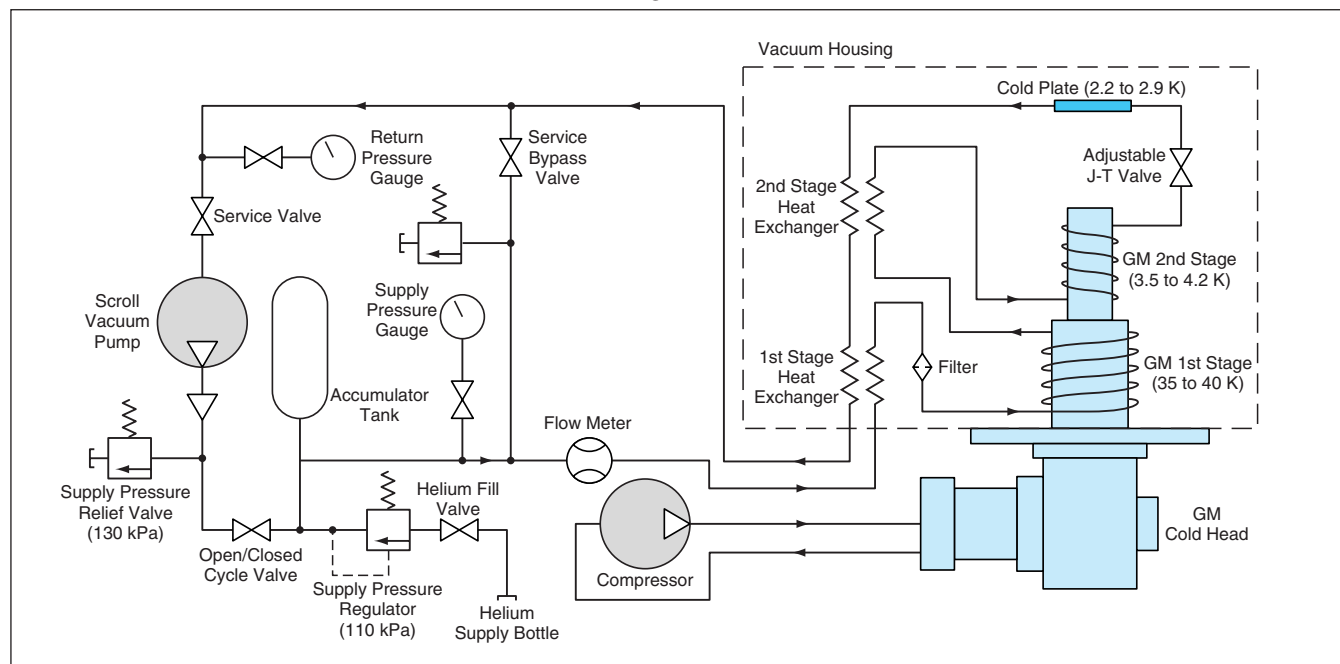 Vacuum Housing
Cold Plate (2.2 to 2.9 K)
Return
Pressure
Gauge
Service
Bypass
Valve
Adjustable
J-T Valve
2nd Stage
Heat
Exchanger
Service Valve
GM 2nd Stage
(3.5 to 4.2 K)
Scroll
Vacuum
Pump
Supply
Pressure
Gauge
1st Stage
Heat
Exchanger
Filter
GM 1st Stage
(35 to 40 K)
Accumulator
Tank
Flow Meter
Supply Pressure
Relief Valve
(130 kPa)
Helium Fill
Valve
GM
Cold Head
Open/Closed
Cycle Valve
Compressor
Supply Pressure
Regulator
(110 kPa)
Helium
Supply Bottle